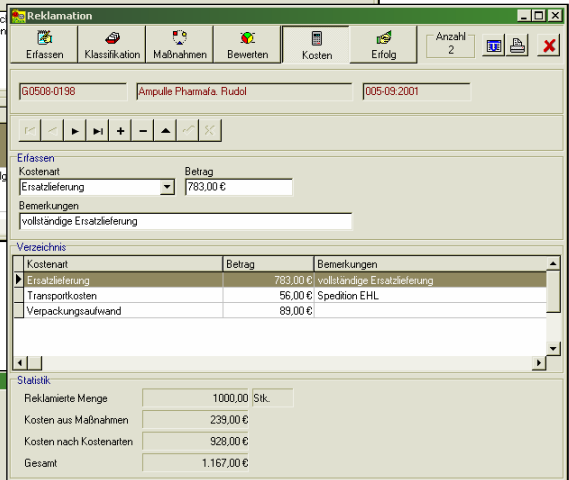 Reklamation
Erfassen Klassifikation Maßnahmen Bewerten Kosten Erfolg Anzahl 2
G0508-0198 Ampulle Pharmafa. Rudol 005-09:2001
Erfassen
Kostenart Betrag
Ersatzlieferung 783,00 €
Bemerkungen
vollständige Ersatzlieferung
Verzeichnis
Kostenart Betrag Bemerkungen
Ersatzlieferung 783,00 € vollständige Ersatzlieferung
Transportkosten 56,00 € Spedition EHL
Verpackungsaufwand 89,00 €
Statistik
Reklamierte Menge 1000,00 Stk.
Kosten aus Maßnahmen 239,00 €
Kosten nach Kostenarten 928,00 €
Gesamt 1.167,00 €